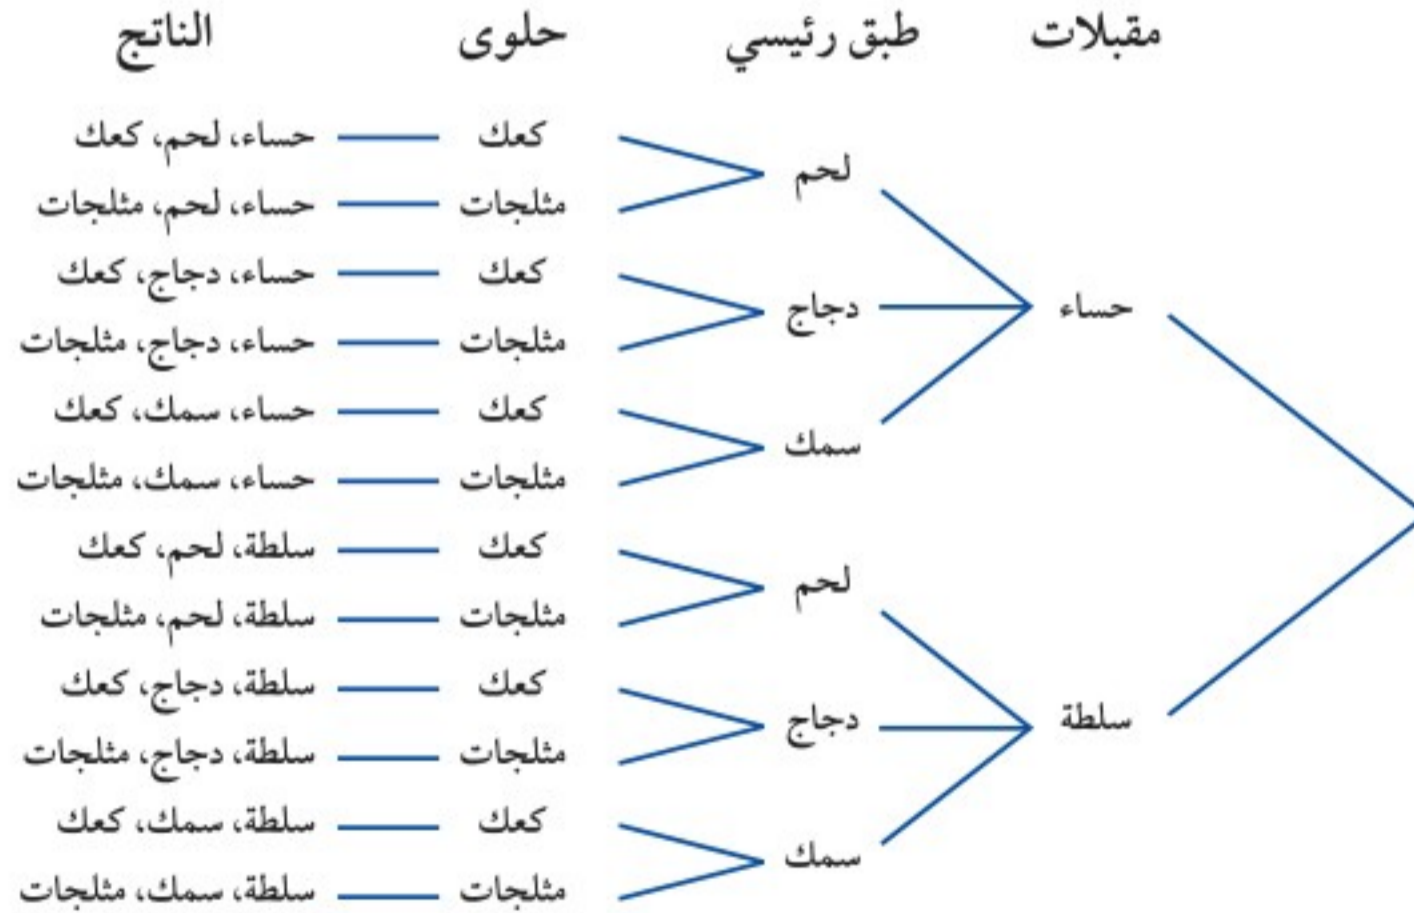 مقبلات طبق رئيسي حلوى الناتج
كعك حساء، لحم، كعك
لحم
مثلجات حساء، لحم، مثلجات
كعك حساء، دجاج، كعك
حساء دجاج
مثلجات حساء، دجاج، مثلجات
كعك حساء، سمك، كعك
سمك
مثلجات حساء، سمك، مثلجات
كعك سلطة، لحم، كعك
لحم
مثلجات سلطة، لحم، مثلجات
كعك سلطة، دجاج، كعك
سلطة دجاج
مثلجات سلطة، دجاج، مثلجات
كعك سلطة، سمك، كعك
سمك
مثلجات سلطة، سمك، مثلجات